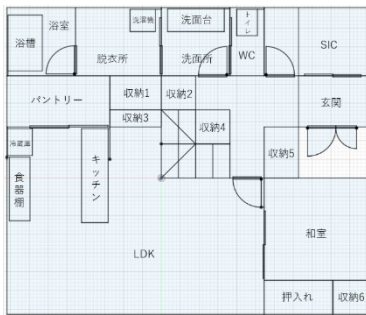 浴室
浴槽
脱衣所
洗濯機
洗面台
洗面所
トイレ
WC
SIC
パントリー
収納1
収納2
収納3
収納4
玄関
収納5
冷蔵庫
食器棚
キッチン
LDK
和室
押入れ
収納6